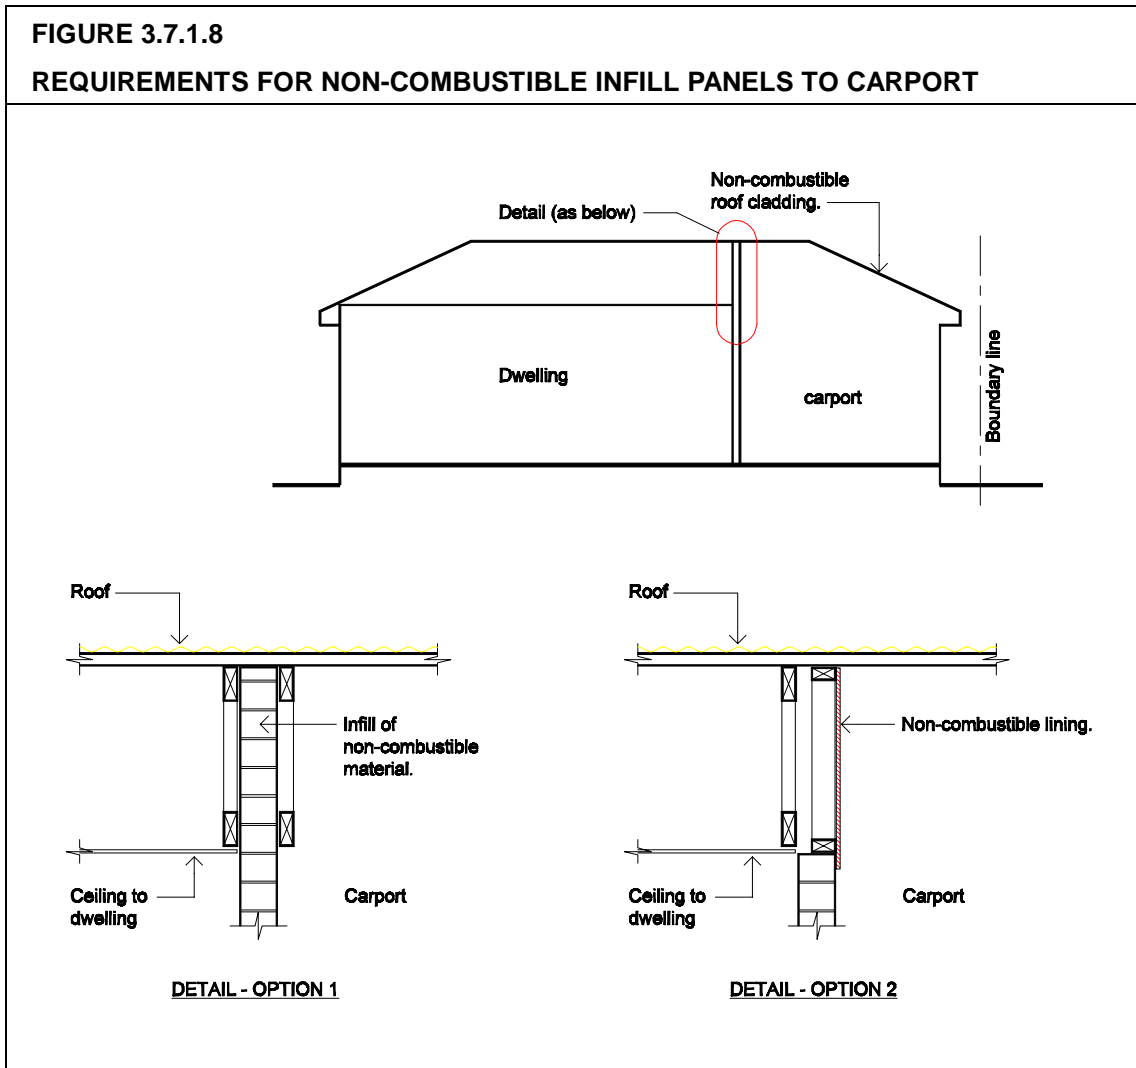 FIGURE 3.7.1.8
REQUIREMENTS FOR NON-COMBUSTIBLE INFILL PANELS TO CARPORT
Non-combustible
roof cladding.
Detail (as below)
Dwelling
carport
Boundary line
Roof
Infill of
non-combustible
material.
Ceiling to
dwelling
Carport
DETAIL - OPTION 1
Roof
Non-combustible lining.
Ceiling to
dwelling
Carport
DETAIL - OPTION 2